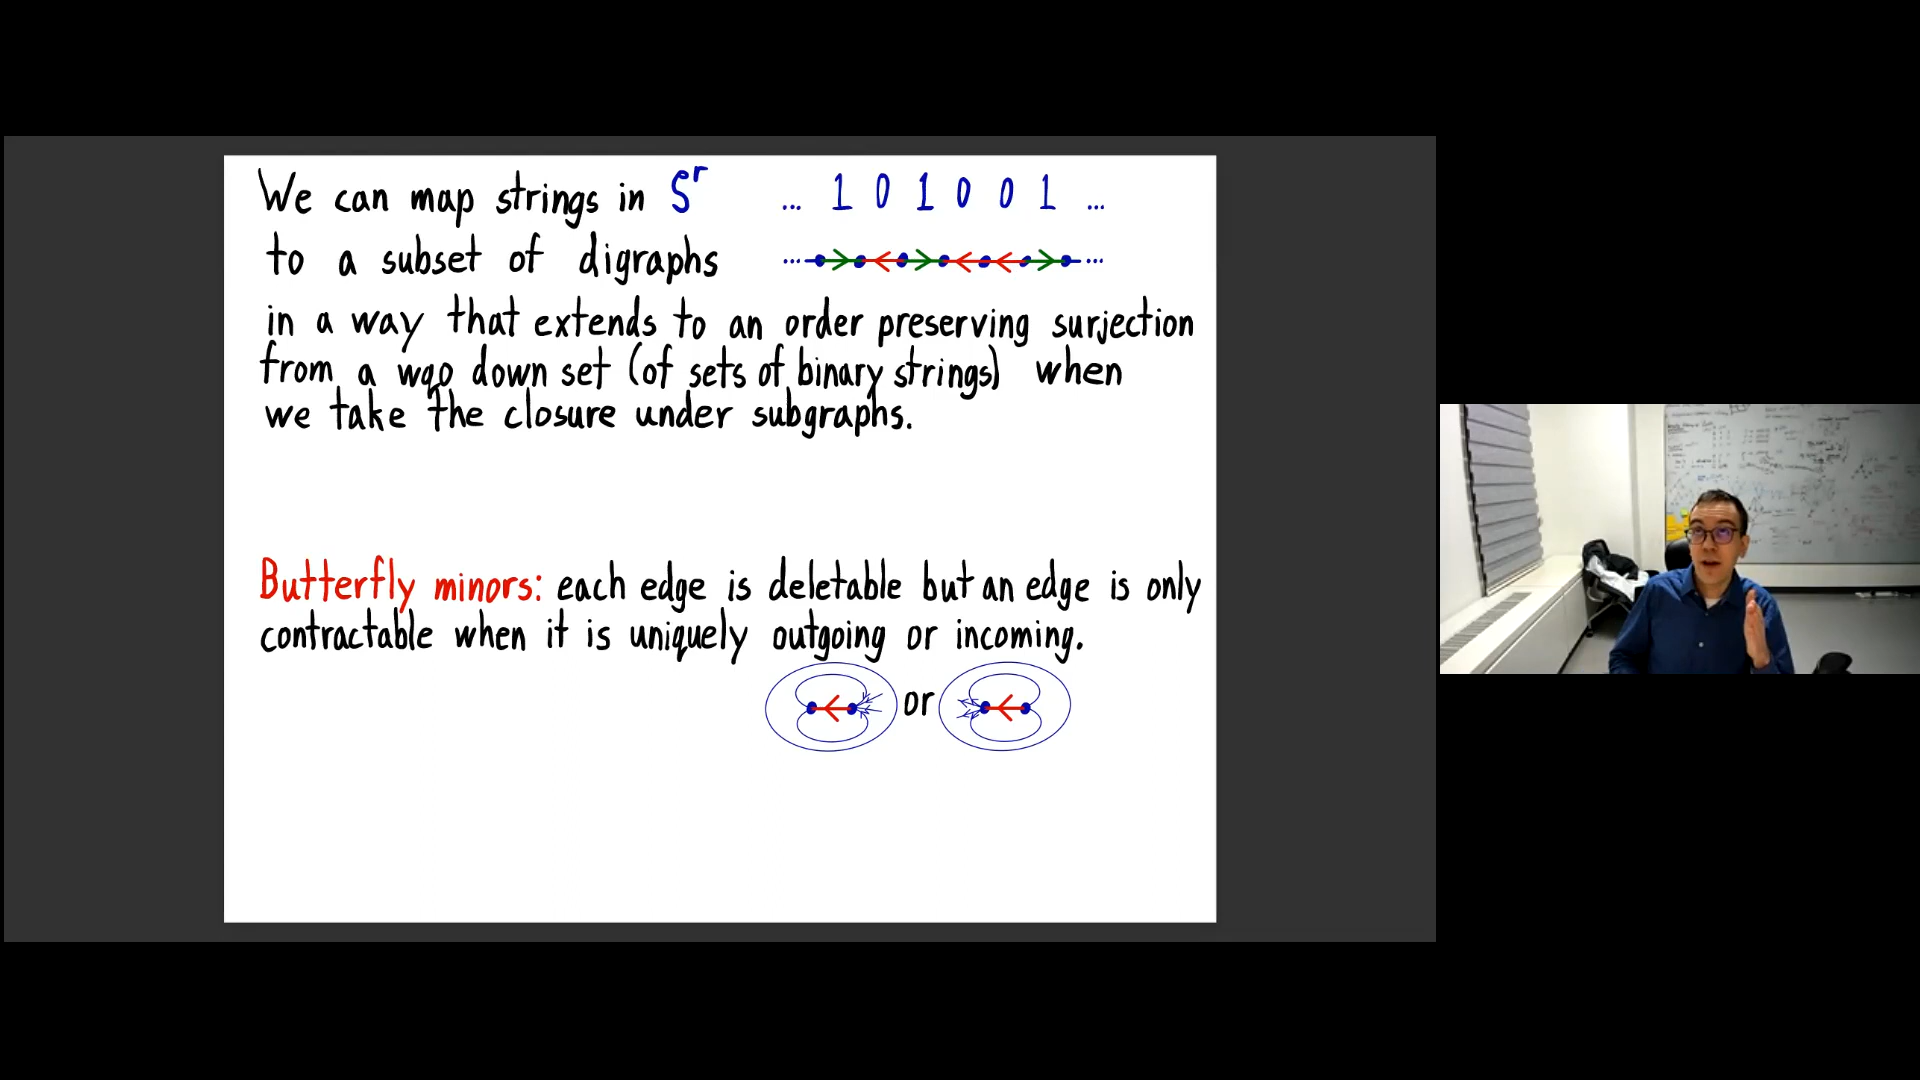 We can map strings in Sʳ ... 1 0 1 0 0 1 ...
to a subset of digraphs ... ...
in a way that extends to an order preserving surjection
from a wqo down set (of sets of binary strings) when
we take the closure under subgraphs.
Butterfly minors: each edge is deletable but an edge is only
contractable when it is uniquely outgoing or incoming.
or